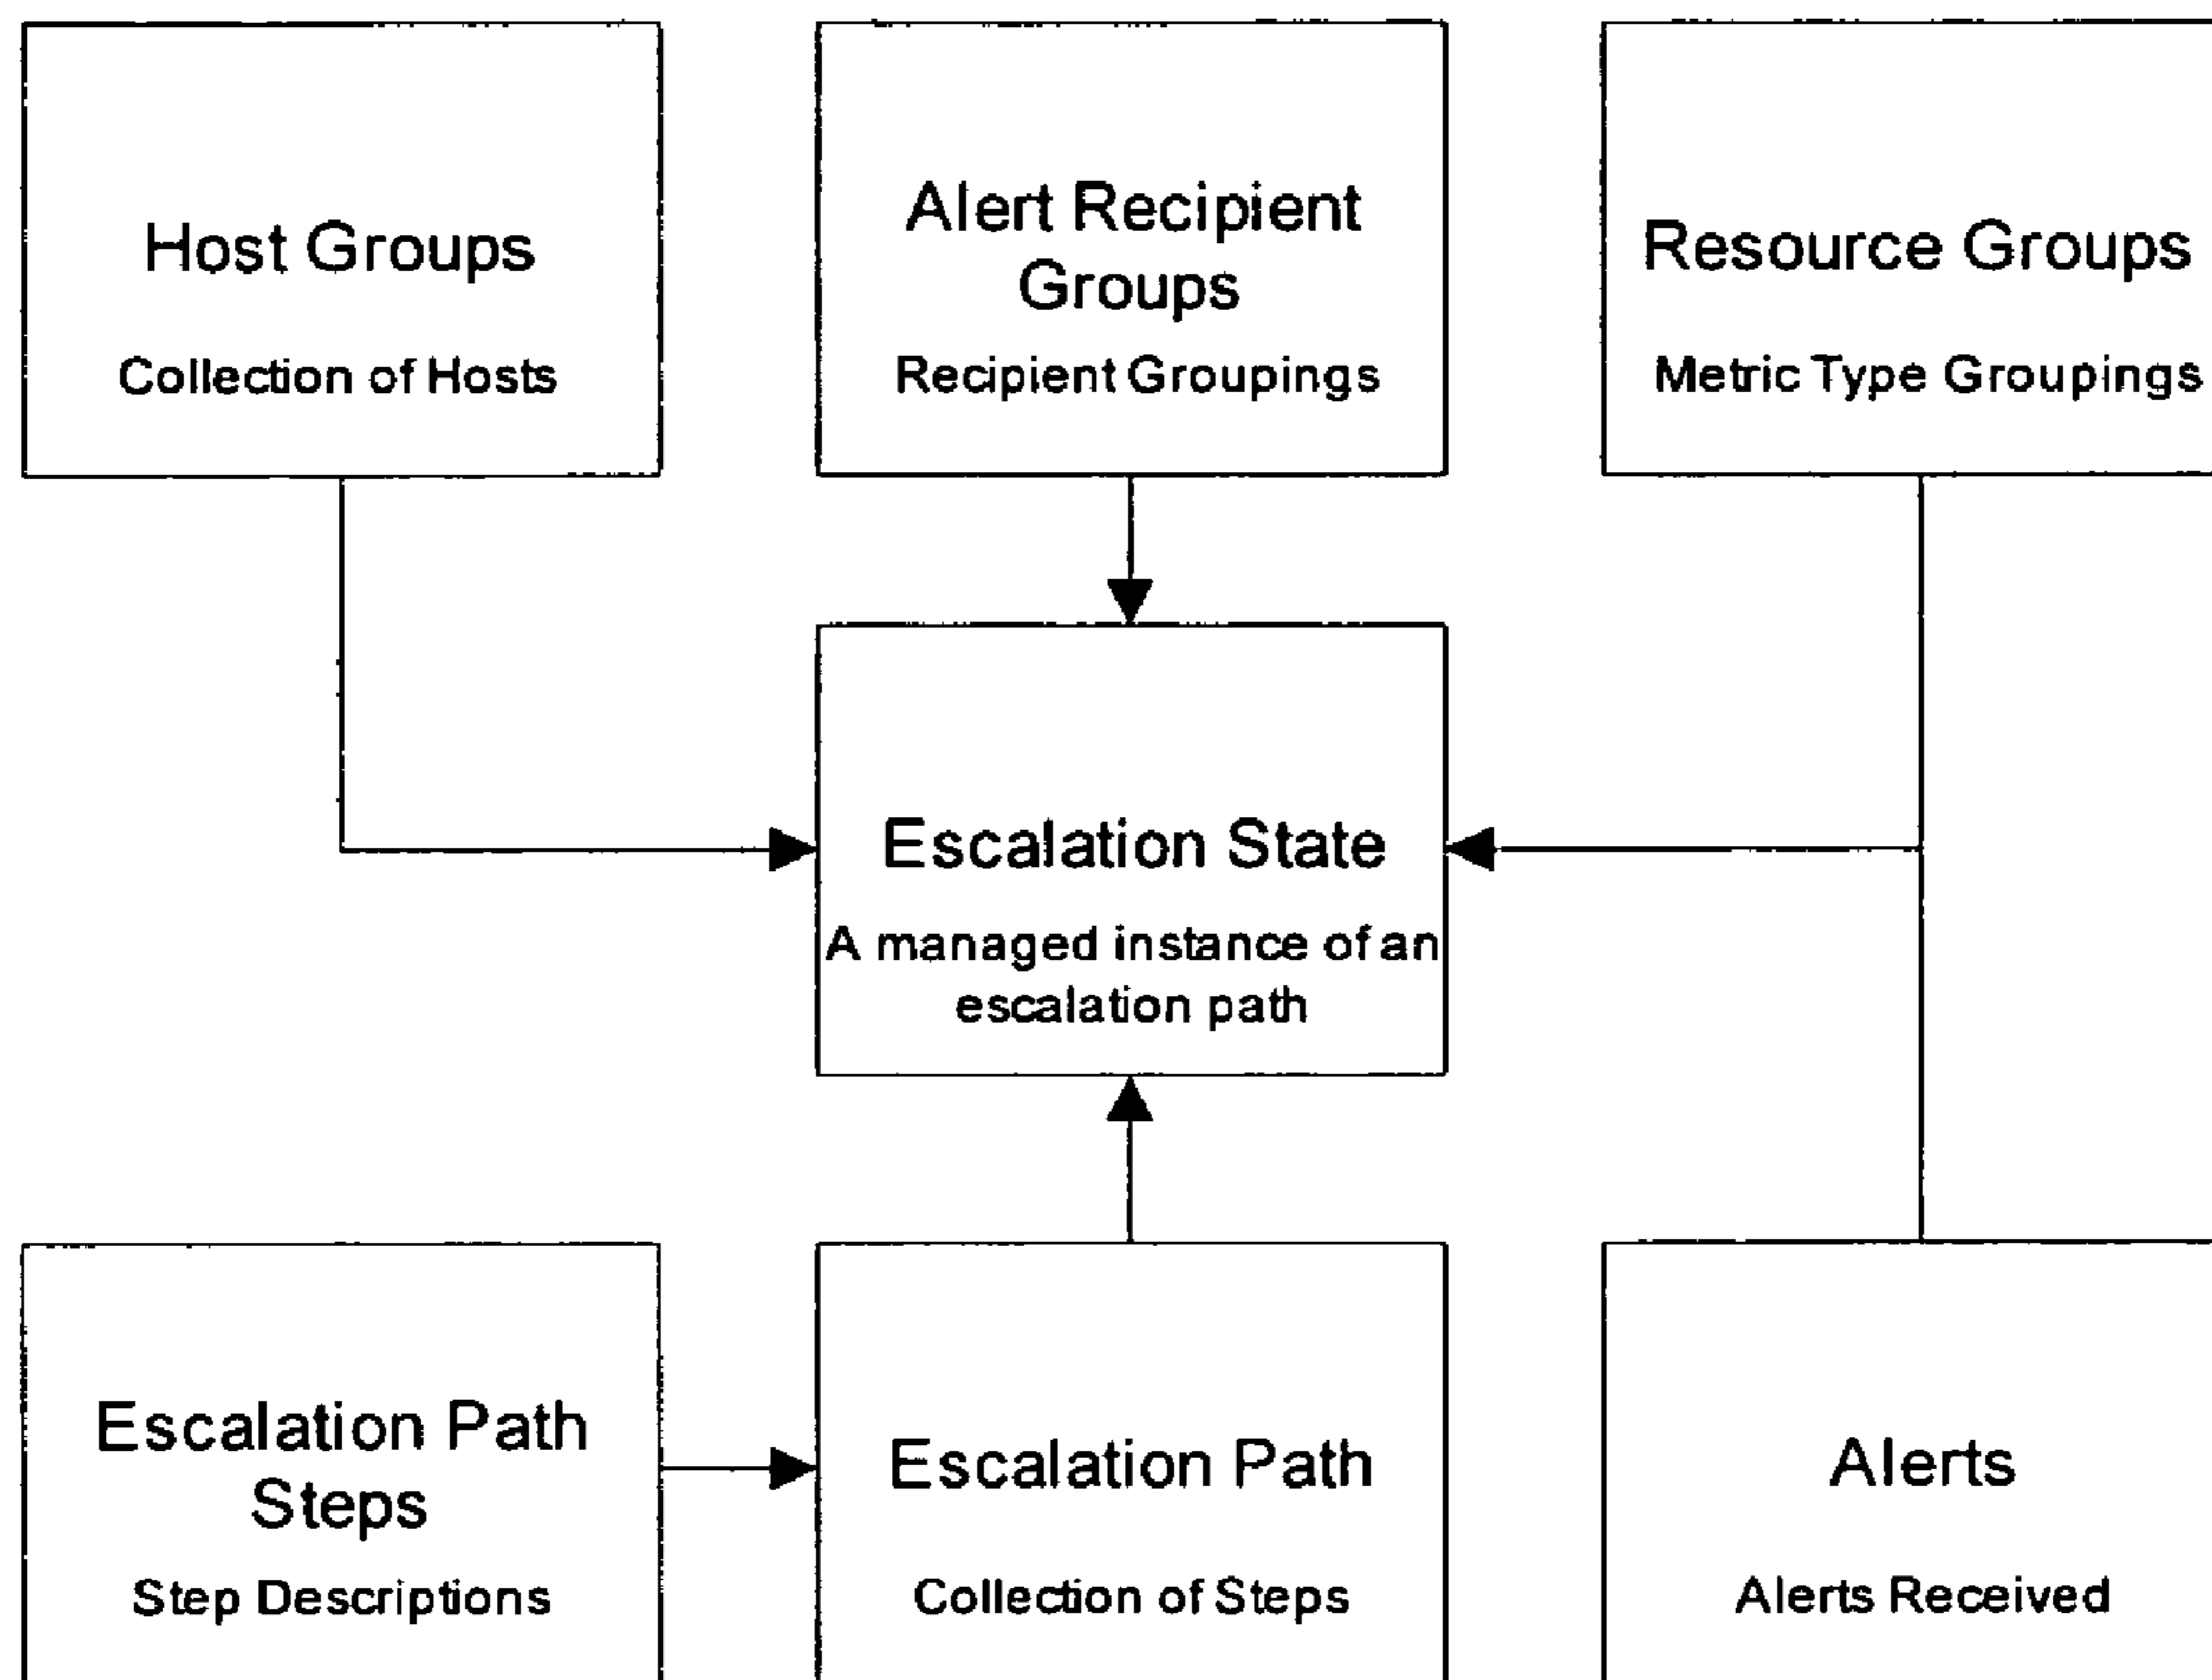 Host Groups
Collection of Hosts
Alert Recipient
Groups
Recipient Groupings
Resource Groups
Metric Type Groupings
Escalation State
A managed instance of an
escalation path
Escalation Path
Steps
Step Descriptions
Escalation Path
Collection of Steps
Alerts
Alerts Received